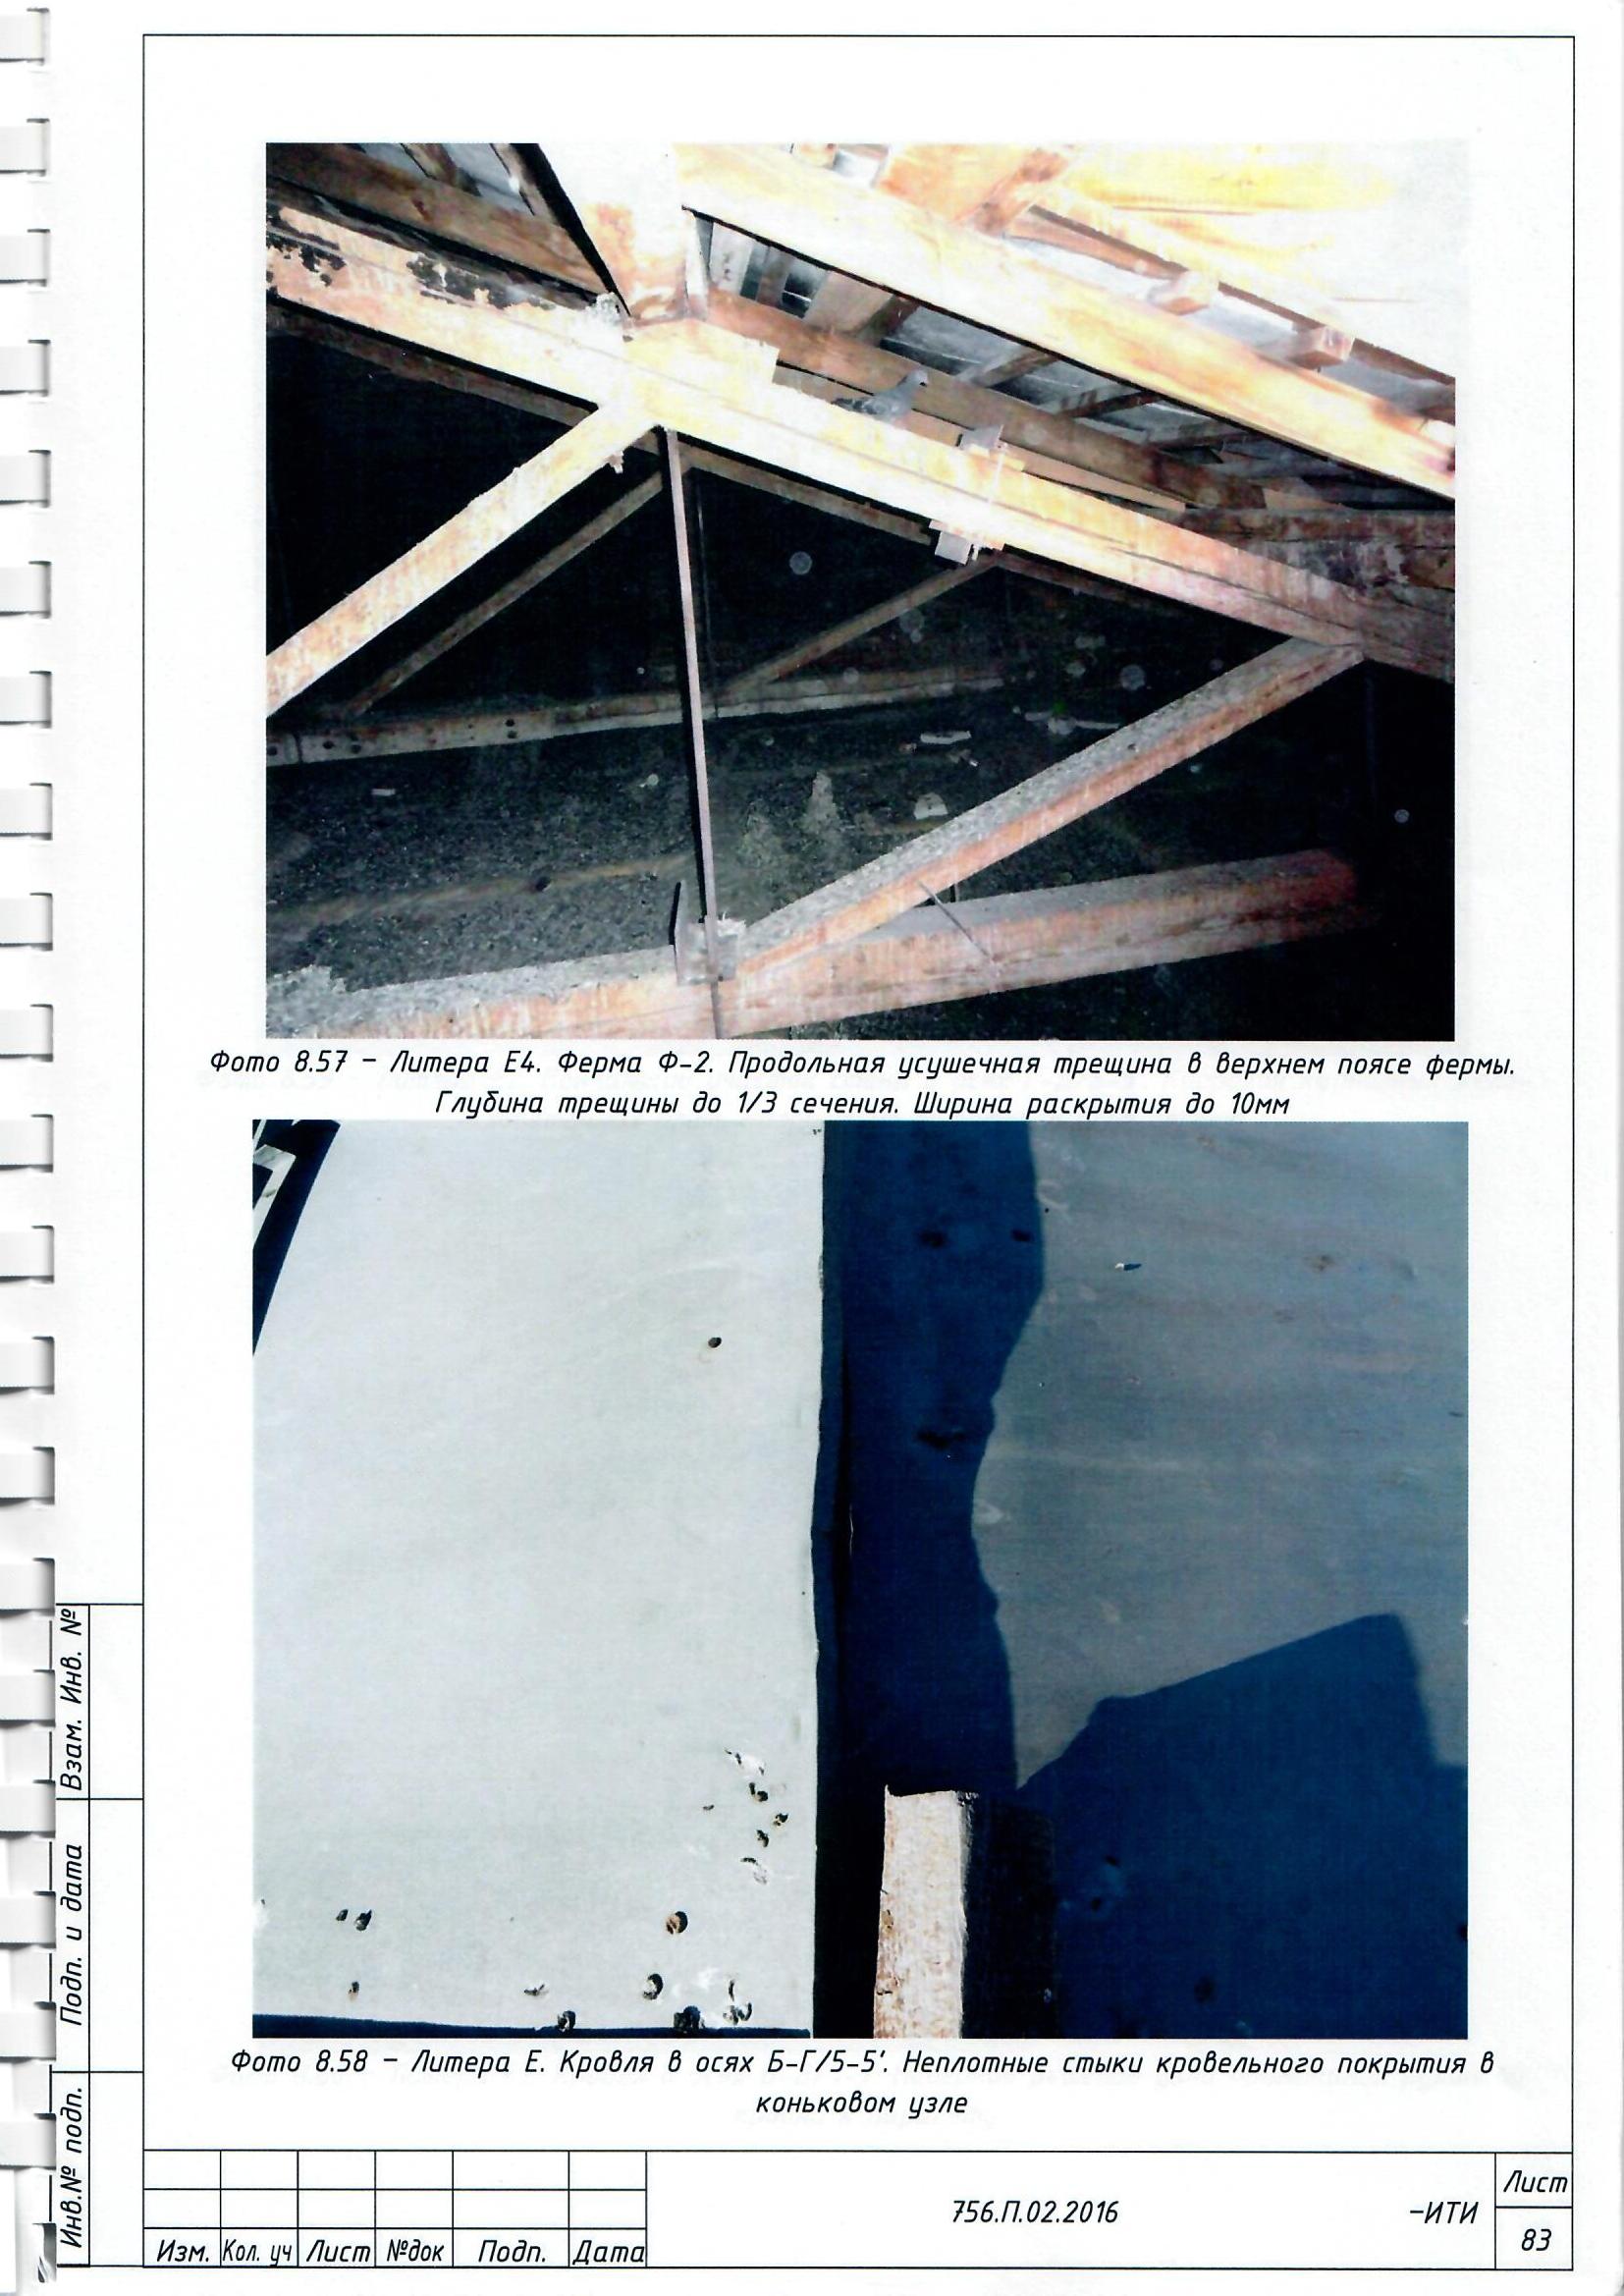 Фото 8.57 – Литера Е4. Ферма Ф-2. Продольная усушечная трещина в верхнем поясе фермы.
Глубина трещины до 1/3 сечения. Ширина раскрытия до 10мм
Фото 8.58 – Литера Е. Кровля в осях Б-Г/5-5'. Неплотные стыки кровельного покрытия в
коньковом узле
Взам. Инв. №
Подп. и дата
Инв.№ подп.
Изм. Кол. уч Лист №док Подп. Дата
756.П.02.2016 -ИТИ
Лист
83